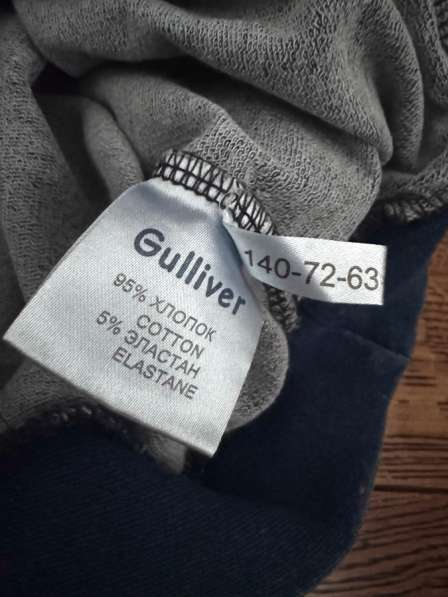 Gulliver
95% ХЛОПОК
COTTON
5% ЭЛАСТАН
ELASTANE
140-72-63